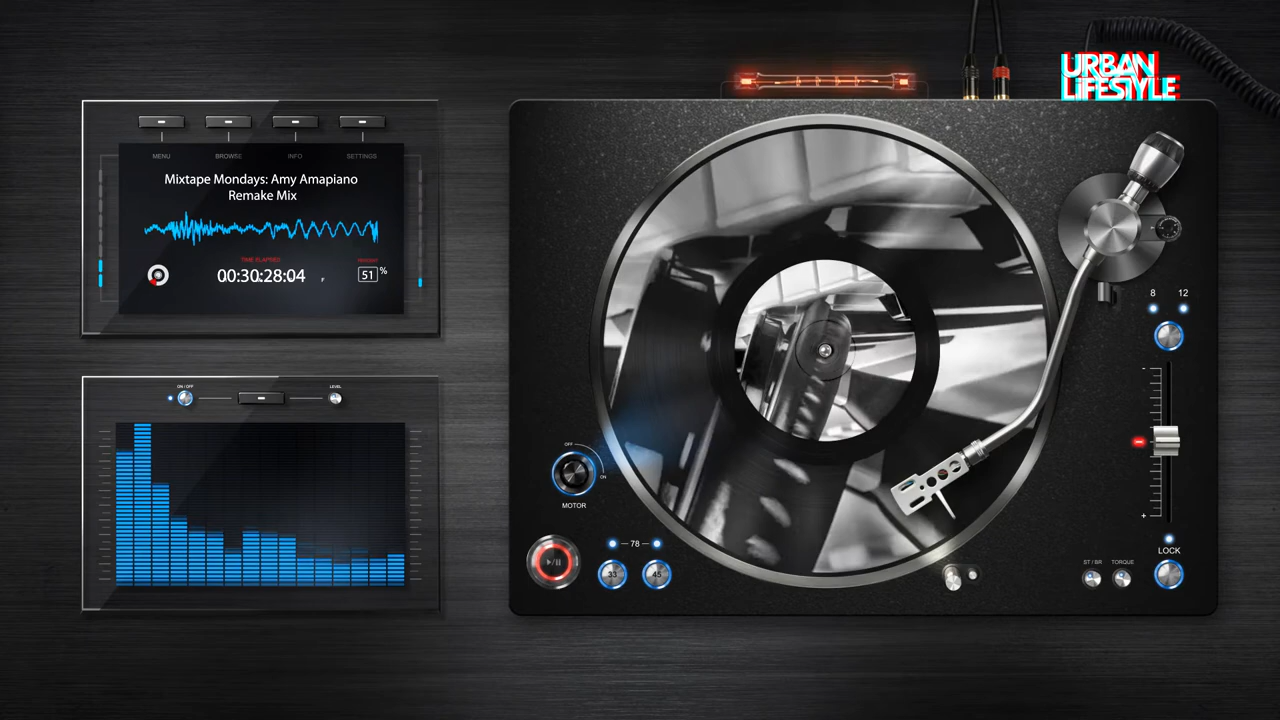 URBAN
LIFESTYLE
MENU
BROWSE
INFO
SETTINGS
Mixtape Mondays: Amy Amapiano
Remake Mix
TIME ELAPSED
00:30:28:04
F
51 %
8
12
ON / OFF
LEVEL
OFF
ON
MOTOR
78
33
45
ST / BR
TORQUE
LOCK